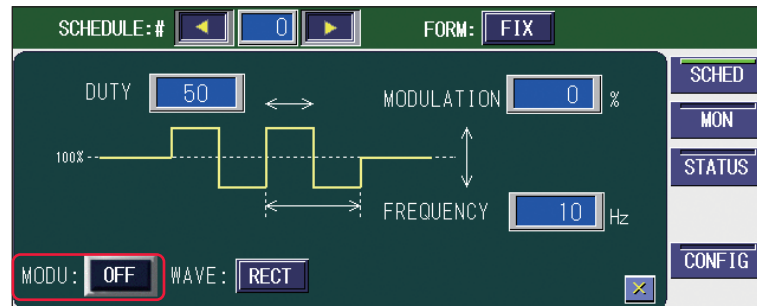 SCHEDULE:# 0 FORM: FIX
SCHED
DUTY 50 MODULATION 0 %
MON
100%
STATUS
FREQUENCY 10 Hz
MODU: OFF WAVE: RECT
CONFIG